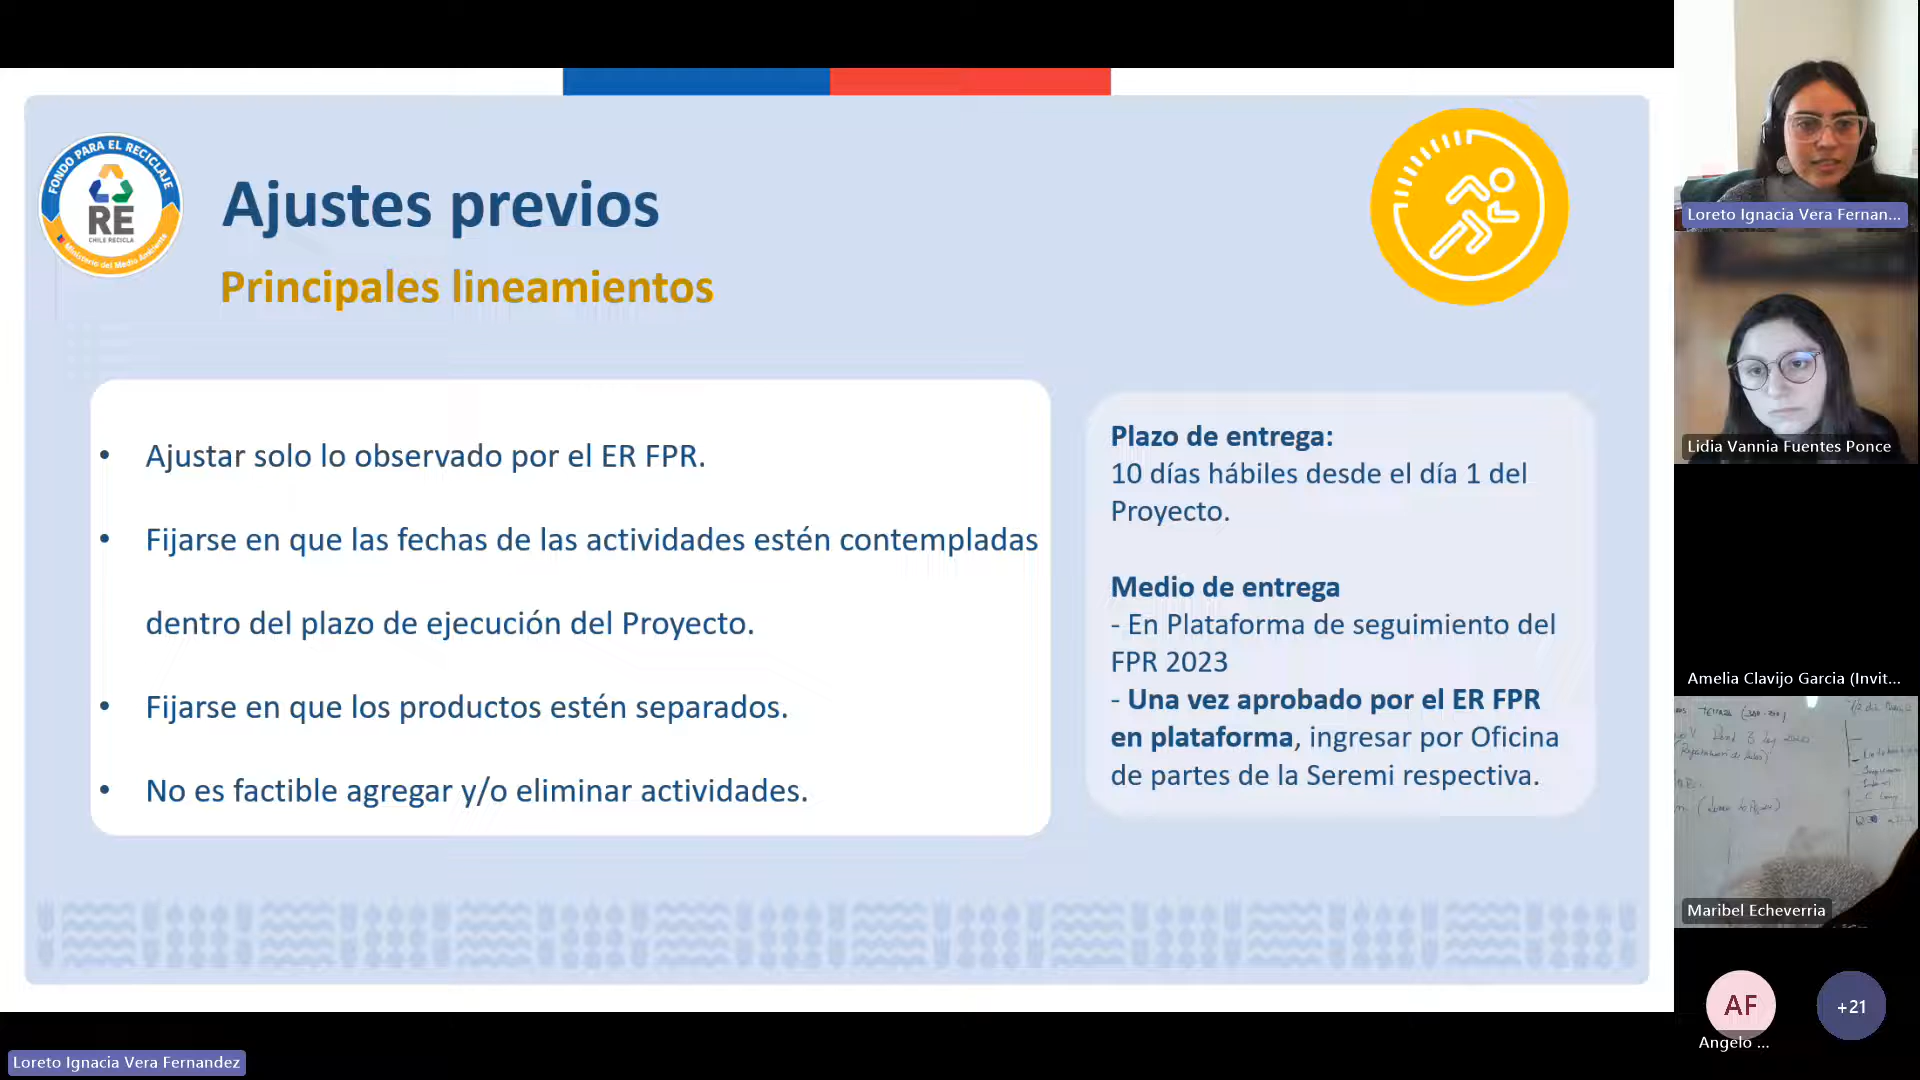 FONDO PARA EL RECICLAJE
RE
CHILE RECICLA
Ministerio del Medio Ambiente
Ajustes previos
Principales lineamientos
• Ajustar solo lo observado por el ER FPR.
• Fijarse en que las fechas de las actividades estén contempladas
dentro del plazo de ejecución del Proyecto.
• Fijarse en que los productos estén separados.
• No es factible agregar y/o eliminar actividades.
Plazo de entrega:
10 días hábiles desde el día 1 del
Proyecto.
Medio de entrega
- En Plataforma de seguimiento del
FPR 2023
- Una vez aprobado por el ER FPR
en plataforma, ingresar por Oficina
de partes de la Seremi respectiva.
Loreto Ignacia Vera Fernan...
Lidia Vannia Fuentes Ponce
Amelia Clavijo Garcia (Invit...
Maribel Echeverria
AF
+21
Angelo ...
Loreto Ignacia Vera Fernandez